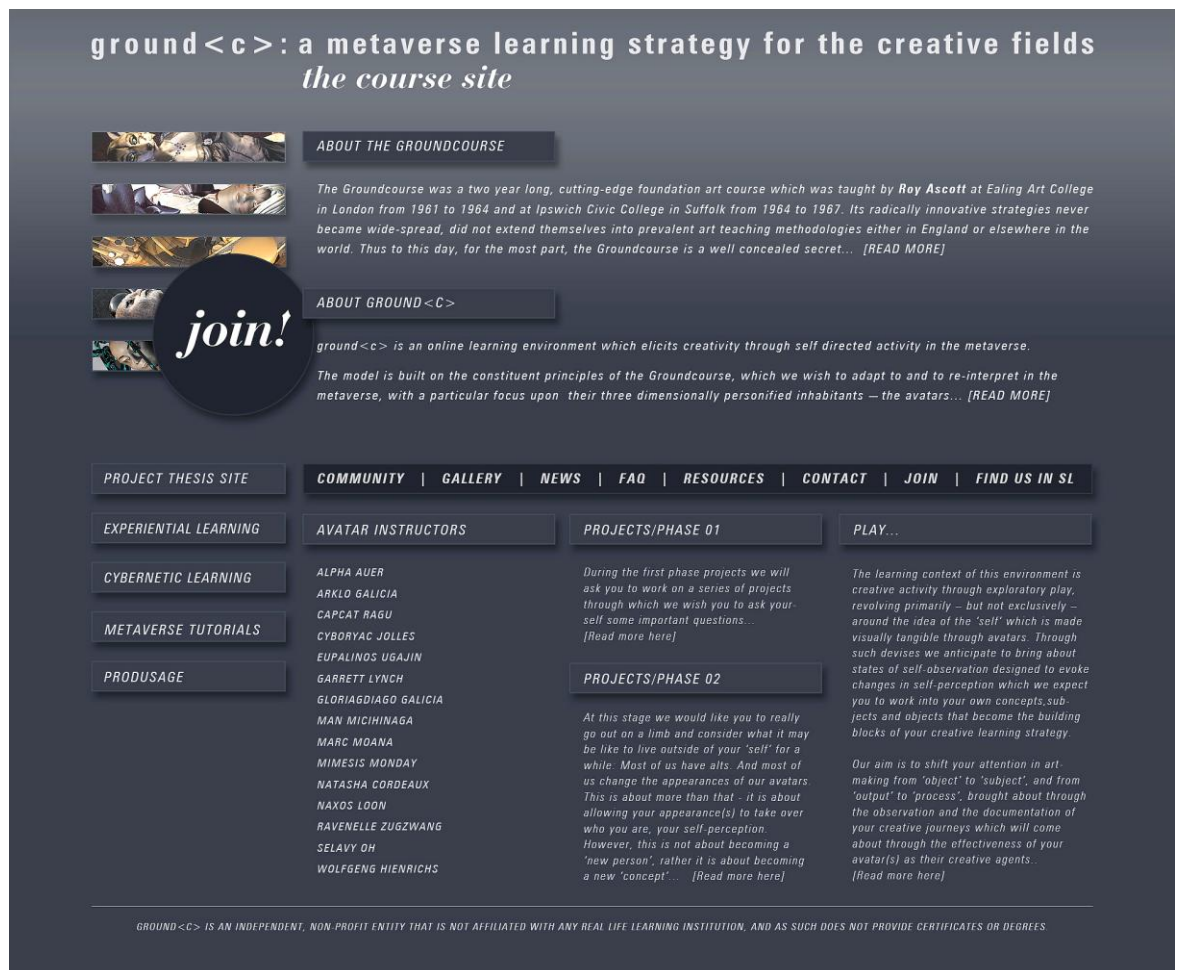 ground<c>: a metaverse learning strategy for the creative fields
the course site
ABOUT THE GROUNDCOURSE
The Groundcourse was a two year long, cutting-edge foundation art course which was taught by Roy Ascott at Ealing Art College
in London from 1961 to 1964 and at Ipswich Civic College in Suffolk from 1964 to 1967. Its radically innovative strategies never
became wide-spread, did not extend themselves into prevalent art teaching methodologies either in England or elsewhere in the
world. Thus to this day, for the most part, the Groundcourse is a well concealed secret... [READ MORE]
join!
ABOUT GROUND<C>
ground<c> is an online learning environment which elicits creativity through self directed activity in the metaverse.
The model is built on the constituent principles of the Groundcourse, which we wish to adapt to and to re-interpret in the
metaverse, with a particular focus upon their three dimensionally personified inhabitants – the avatars... [READ MORE]
PROJECT THESIS SITE
EXPERIENTIAL LEARNING
CYBERNETIC LEARNING
METAVERSE TUTORIALS
PRODUSAGE
COMMUNITY | GALLERY | NEWS | FAQ | RESOURCES | CONTACT | JOIN | FIND US IN SL
AVATAR INSTRUCTORS
ALPHA AUER
ARKLO GALICIA
CAPCAT RAGU
CYBORYAC JOLLES
EUPALINOS UGAJIN
GARRETT LYNCH
GLORIAGDIAGO GALICIA
MAN MICIHINAGA
MARC MOANA
MIMESIS MONDAY
NATASHA CORDEAUX
NAXOS LOON
RAVENELLE ZUGZWANG
SELAVY OH
WOLFGENG HIENRICHS
PROJECTS/PHASE 01
During the first phase projects we will
ask you to work on a series of projects
through which we wish you to ask your-
self some important questions...
[Read more here]
PROJECTS/PHASE 02
At this stage we would like you to really
go out on a limb and consider what it may
be like to live outside of your 'self' for a
while: Most of us have alts. And most of
us change the appearances of our avatars.
This is about more than that - it is about
allowing your appearance(s) to take over
who you are, your self-perception.
However, this is not about becoming a
'new person', rather it is about becoming
a new 'concept'... [Read more here]
PLAY...
The learning context of this environment is
creative activity through exploratory play,
revolving primarily – but not exclusively –
around the idea of the 'self' which is made
visually tangible through avatars. Through
such devises we anticipate to bring about
states of self-observation designed to evoke
changes in self-perception which we expect
you to work into your own concepts,sub-
jects and objects that become the building
blocks of your creative learning strategy.
Our aim is to shift your attention in art-
making from 'object' to 'subject', and from
'output' to 'process', brought about through
the observation and the documentation of
your creative journeys which will come
about through the effectiveness of your
avatar(s) as their creative agents..
[Read more here]
GROUND<C> IS AN INDEPENDENT, NON-PROFIT ENTITY THAT IS NOT AFFILIATED WITH ANY REAL LIFE LEARNING INSTITUTION, AND AS SUCH DOES NOT PROVIDE CERTIFICATES OR DEGREES.